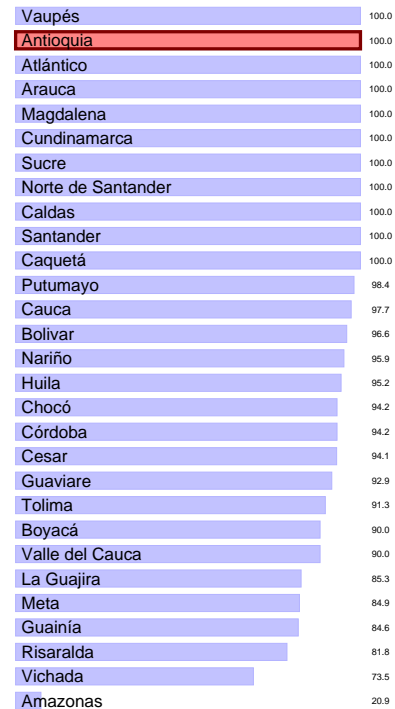 Vaupés 100.0
Antioquia 100.0
Atlántico 100.0
Arauca 100.0
Magdalena 100.0
Cundinamarca 100.0
Sucre 100.0
Norte de Santander 100.0
Caldas 100.0
Santander 100.0
Caquetá 100.0
Putumayo 98.4
Cauca 97.7
Bolivar 96.6
Nariño 95.9
Huila 95.2
Chocó 94.2
Córdoba 94.2
Cesar 94.1
Guaviare 92.9
Tolima 91.3
Boyacá 90.0
Valle del Cauca 90.0
La Guajira 85.3
Meta 84.9
Guainía 84.6
Risaralda 81.8
Vichada 73.5
Amazonas 20.9